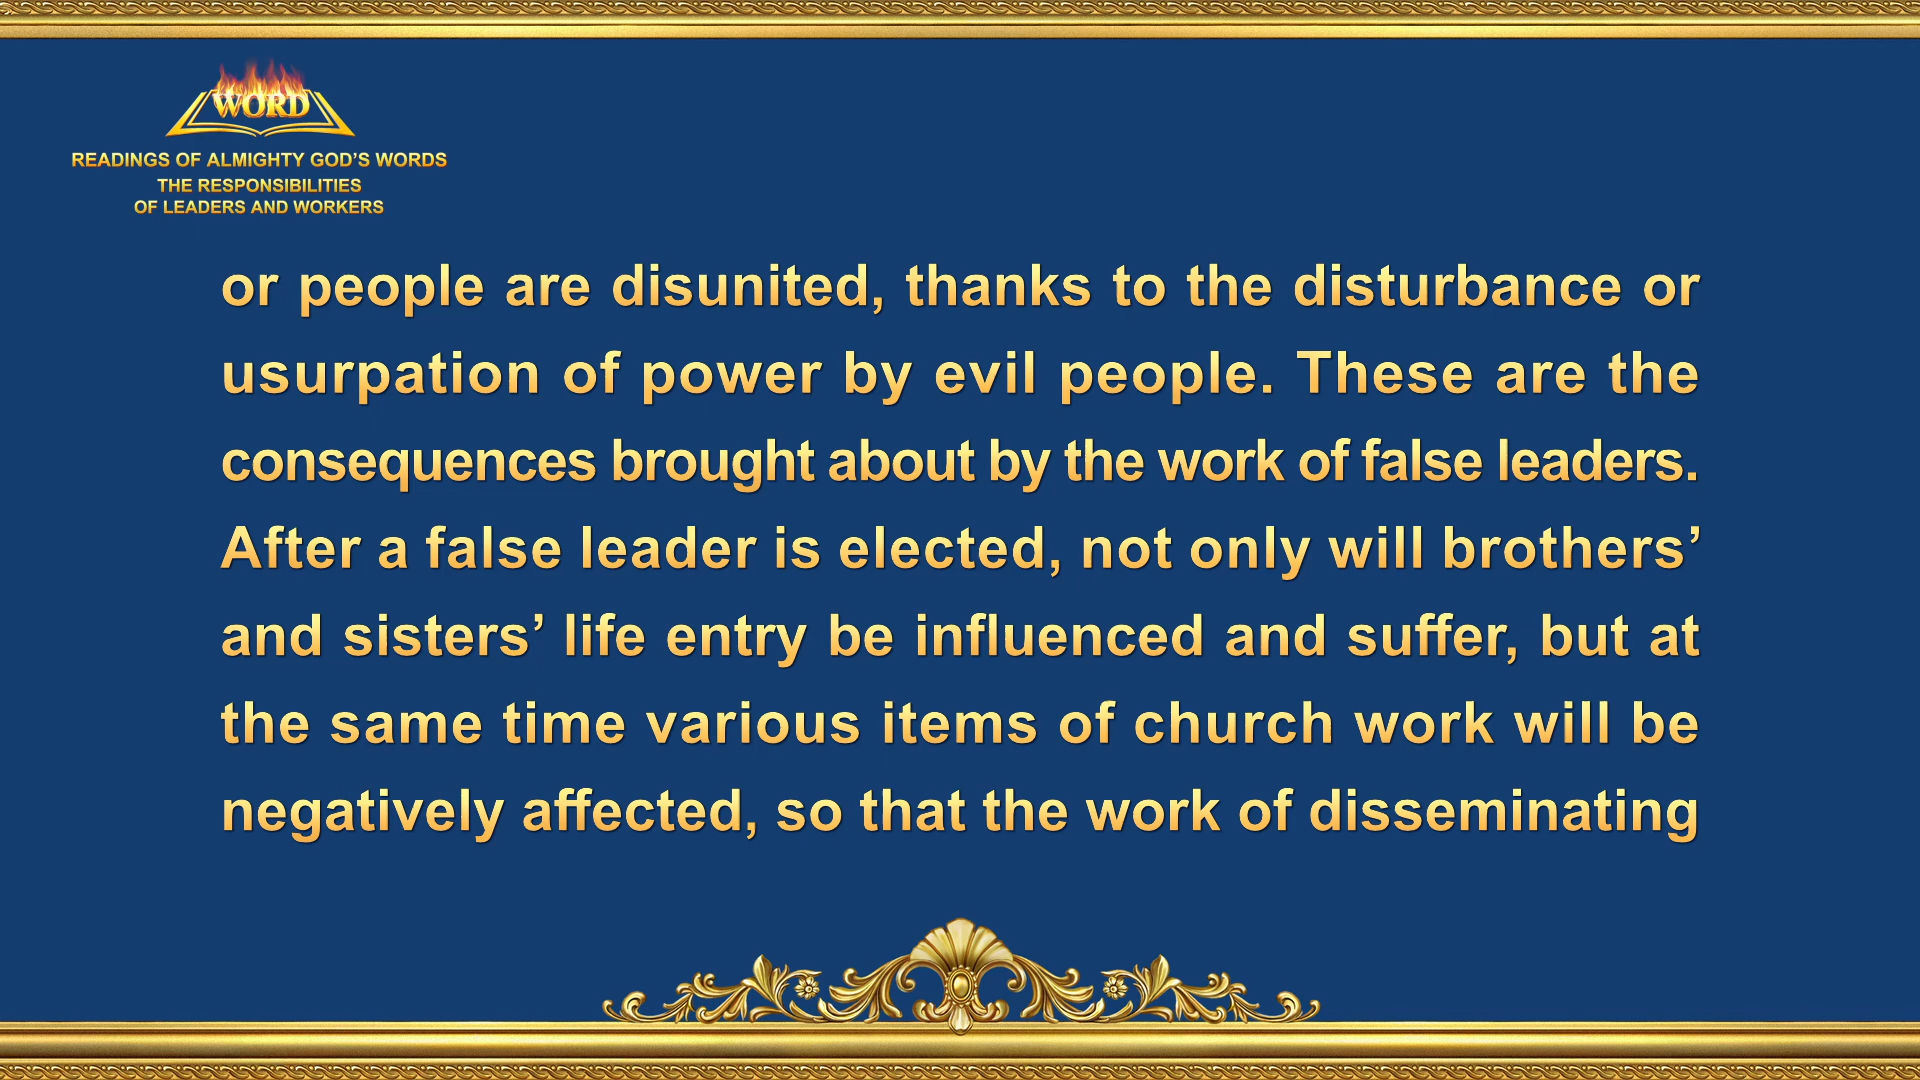 WORD
READINGS OF ALMIGHTY GOD’S WORDS
THE RESPONSIBILITIES
OF LEADERS AND WORKERS
or people are disunited, thanks to the disturbance or
usurpation of power by evil people. These are the
consequences brought about by the work of false leaders.
After a false leader is elected, not only will brothers’
and sisters’ life entry be influenced and suffer, but at
the same time various items of church work will be
negatively affected, so that the work of disseminating